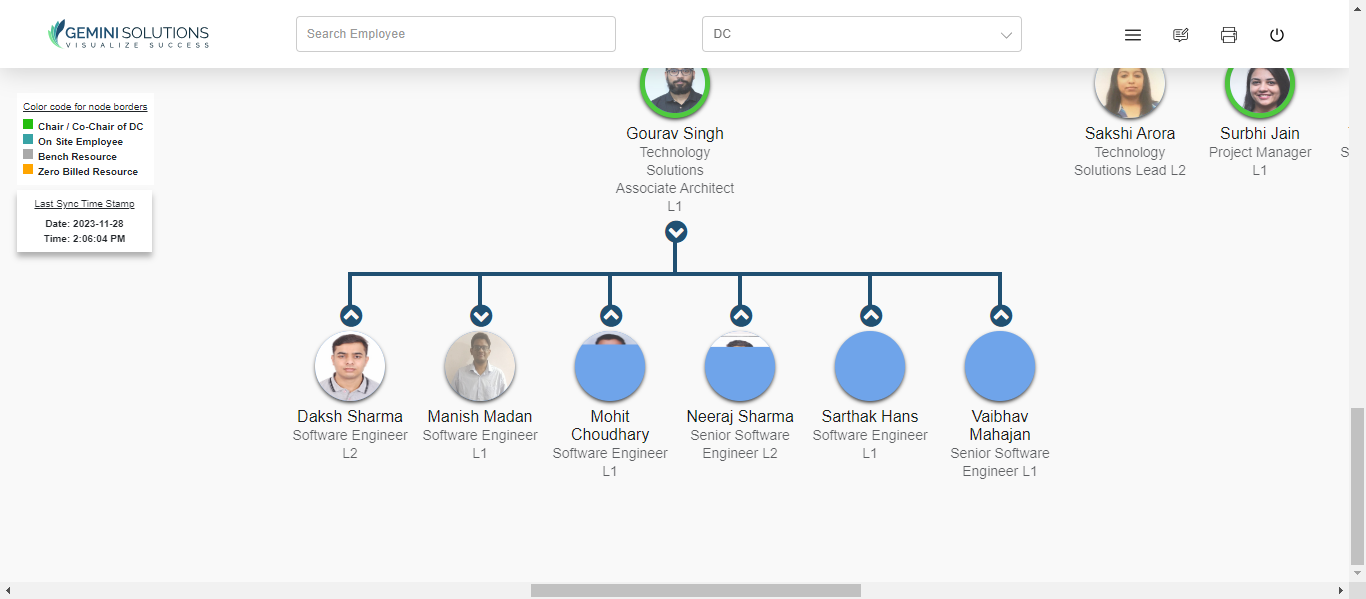 GEMINI SOLUTIONS
VISUALIZE SUCCESS
Search Employee
DC
Color code for node borders
Chair / Co-Chair of DC
On Site Employee
Bench Resource
Zero Billed Resource
Last Sync Time Stamp
Date: 2023-11-28
Time: 2:06:04 PM
Gourav Singh
Technology
Solutions
Associate Architect
L1
Sakshi Arora
Technology
Solutions Lead L2
Surbhi Jain
Project Manager
L1
S
Daksh Sharma
Software Engineer
L2
Manish Madan
Software Engineer
L1
Mohit
Choudhary
Software Engineer
L1
Neeraj Sharma
Senior Software
Engineer L2
Sarthak Hans
Software Engineer
L1
Vaibhav
Mahajan
Senior Software
Engineer L1